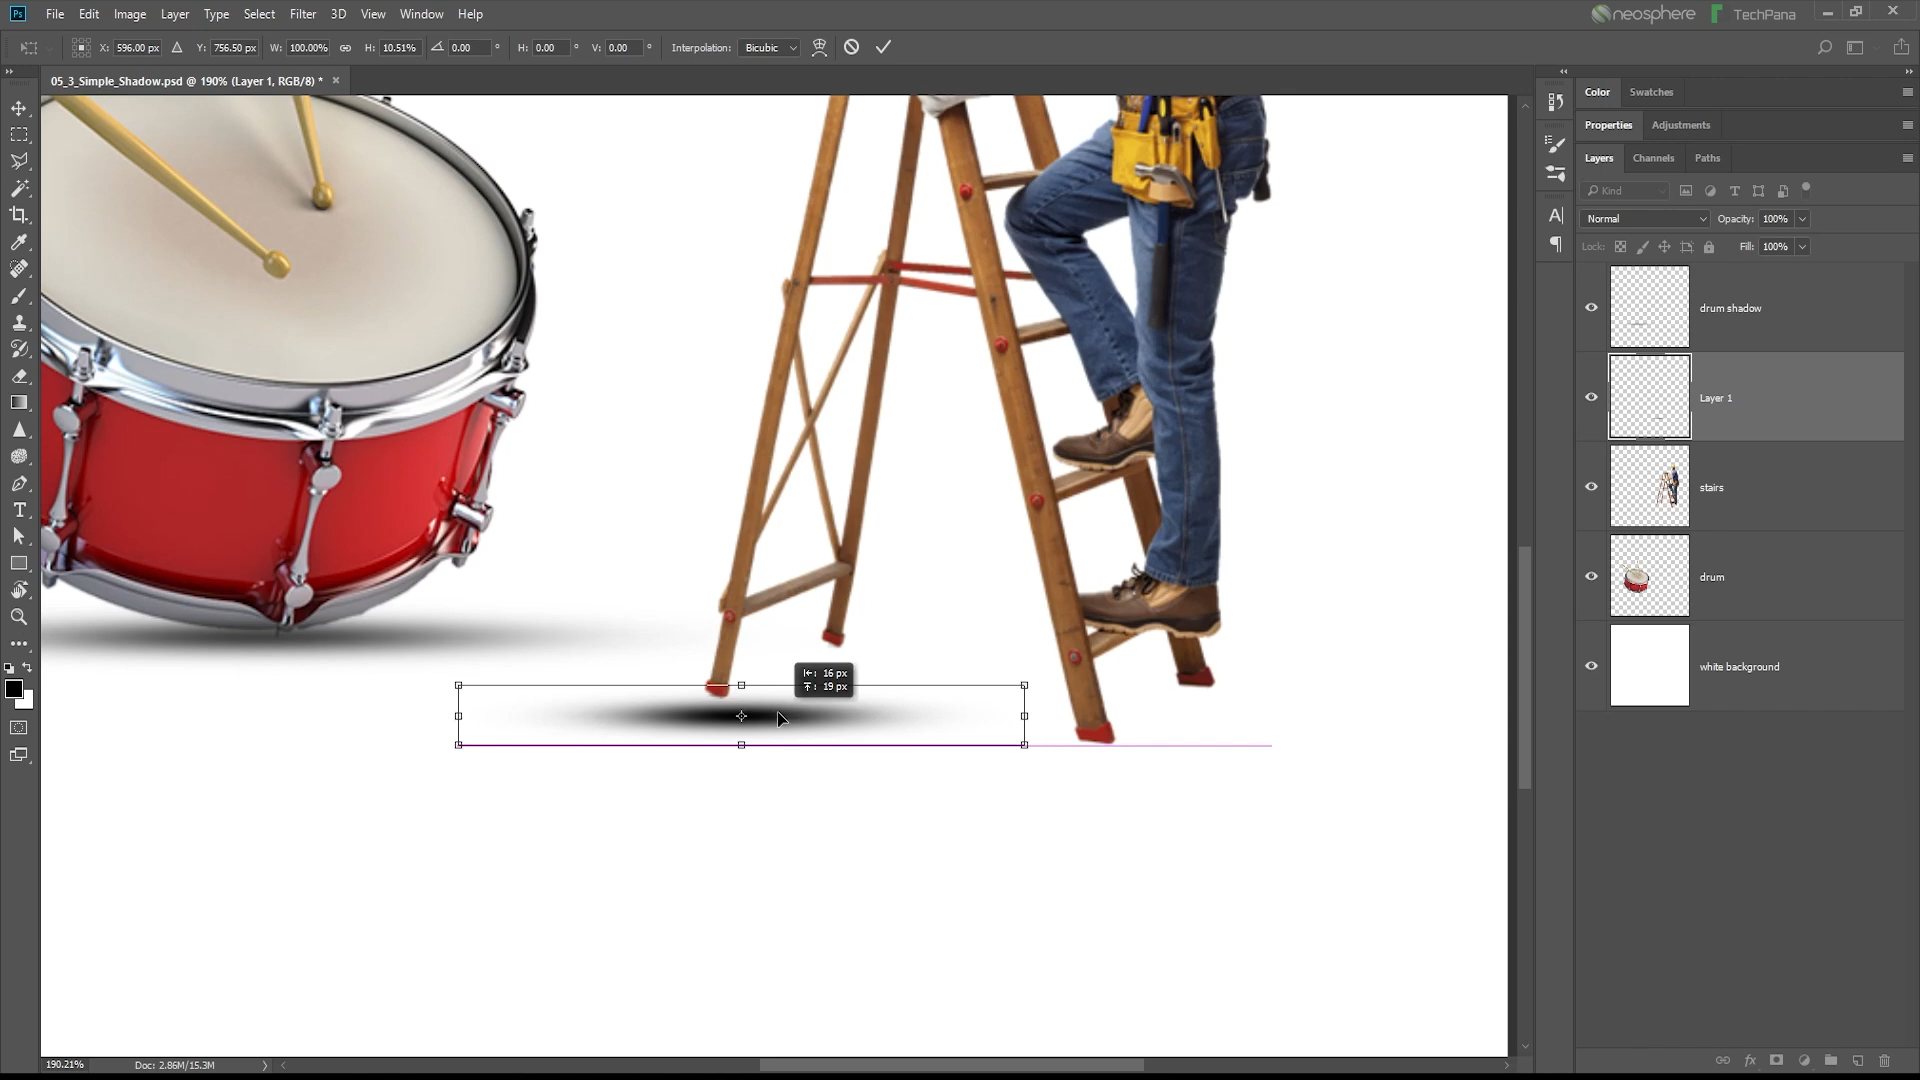 Ps File Edit Image Layer Type Select Filter 3D View Window Help neosphere TechPana
X: 596.00 px Y: 756.50 px W: 100.00% H: 10.51% 0.00 ° H: 0.00 ° V: 0.00 ° Interpolation: Bicubic
05_3_Simple_Shadow.psd @ 190% (Layer 1, RGB/8) * ×
Color Swatches
Properties Adjustments
Layers Channels Paths
Kind
Normal Opacity: 100%
Lock: Fill: 100%
drum shadow
Layer 1
stairs
drum
white background
16 px
19 px
190.21% Doc: 2.86M/15.3M